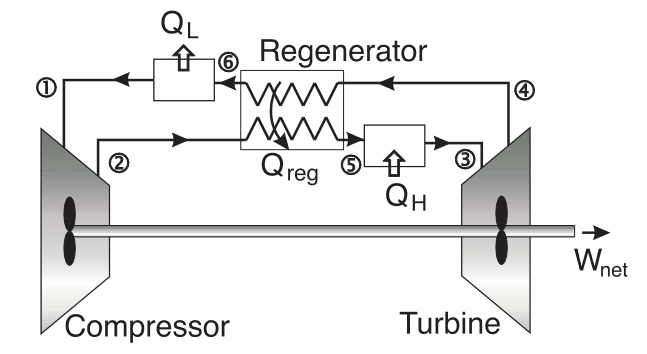 Q_L
⑥
Regenerator
①
④
②
Q_reg
⑤
③
Q_H
W_net
Compressor
Turbine